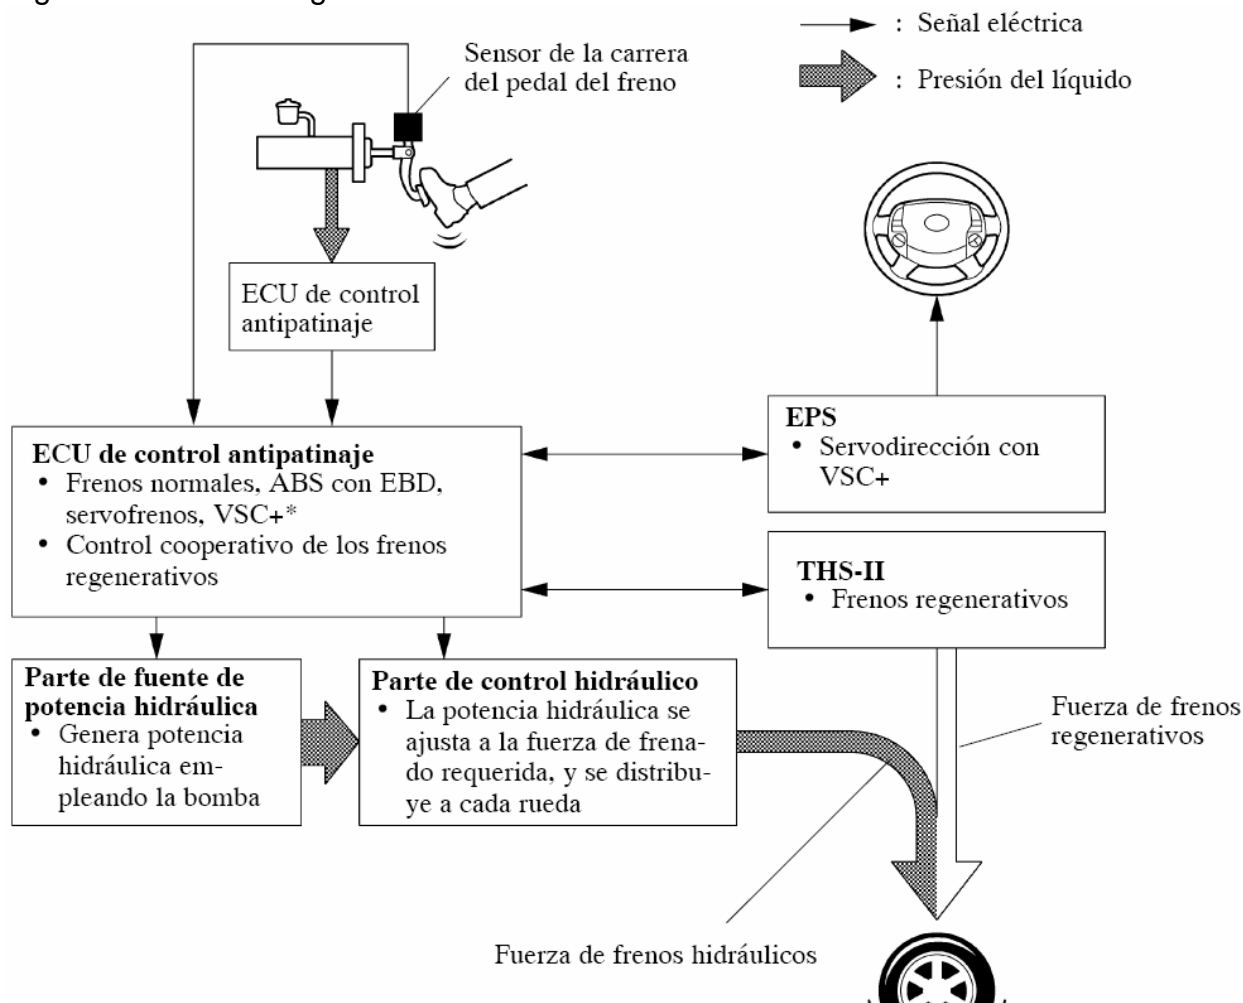 : Señal eléctrica
: Presión del líquido
Sensor de la carrera
del pedal del freno
ECU de control
antipatinaje
ECU de control antipatinaje
• Frenos normales, ABS con EBD,
servofrenos, VSC+*
• Control cooperativo de los frenos
regenerativos
EPS
• Servodirección con
VSC+
THS-II
• Frenos regenerativos
Parte de fuente de
potencia hidráulica
• Genera potencia
hidráulica em-
pleando la bomba
Parte de control hidráulico
• La potencia hidráulica se
ajusta a la fuerza de frena-
do requerida, y se distribu-
ye a cada rueda
Fuerza de frenos
regenerativos
Fuerza de frenos hidráulicos